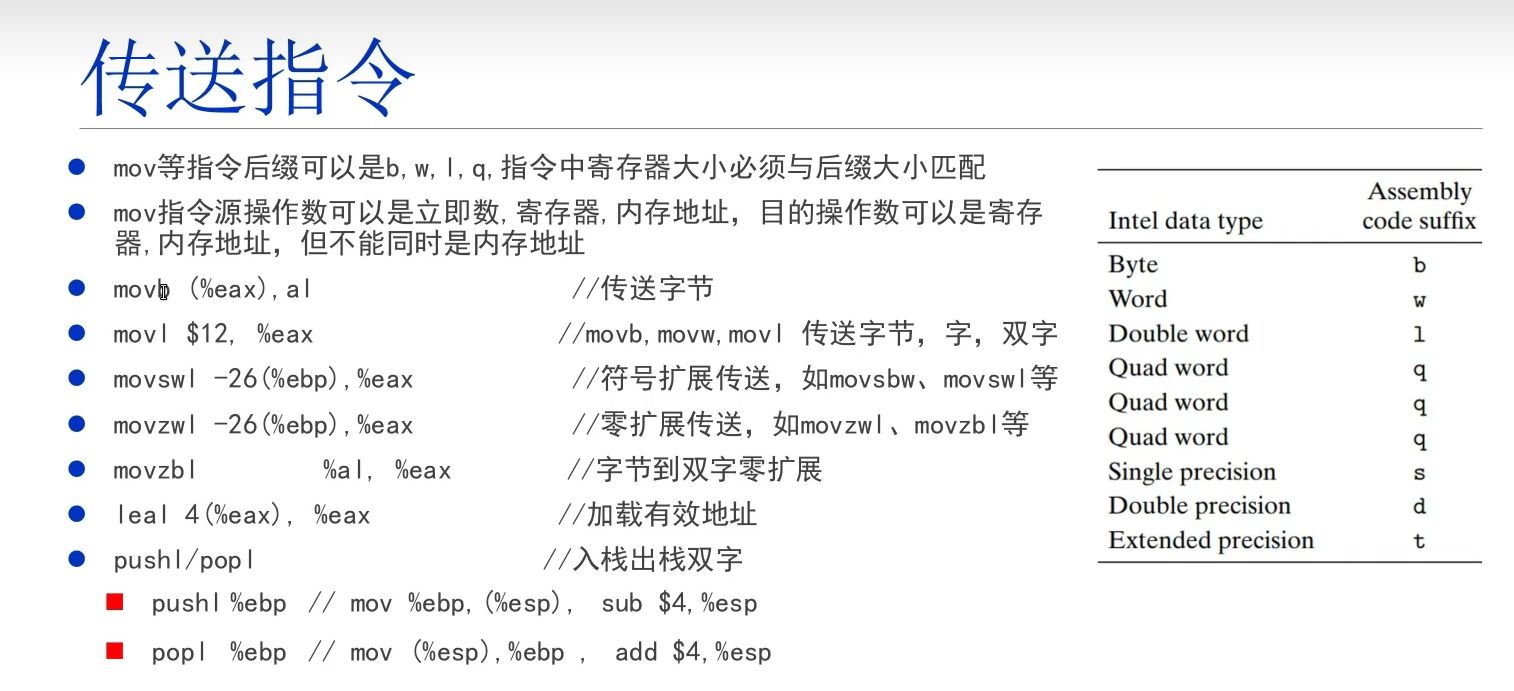 传送指令
mov等指令后缀可以是b,w,l,q,指令中寄存器大小必须与后缀大小匹配
mov指令源操作数可以是立即数,寄存器,内存地址，目的操作数可以是寄存
器,内存地址，但不能同时是内存地址
movb (%eax),al //传送字节
movl $12, %eax //movb,movw,movl 传送字节，字，双字
movswl -26(%ebp),%eax //符号扩展传送，如movsbw、movswl等
movzwl -26(%ebp),%eax //零扩展传送，如movzwl、movzbl等
movzbl %al, %eax //字节到双字零扩展
leal 4(%eax), %eax //加载有效地址
pushl/popl //入栈出栈双字
pushl %ebp // mov %ebp,(%esp), sub $4,%esp
popl %ebp // mov (%esp),%ebp , add $4,%esp
Assembly
Intel data type code suffix
Byte b
Word w
Double word l
Quad word q
Quad word q
Quad word q
Single precision s
Double precision d
Extended precision t